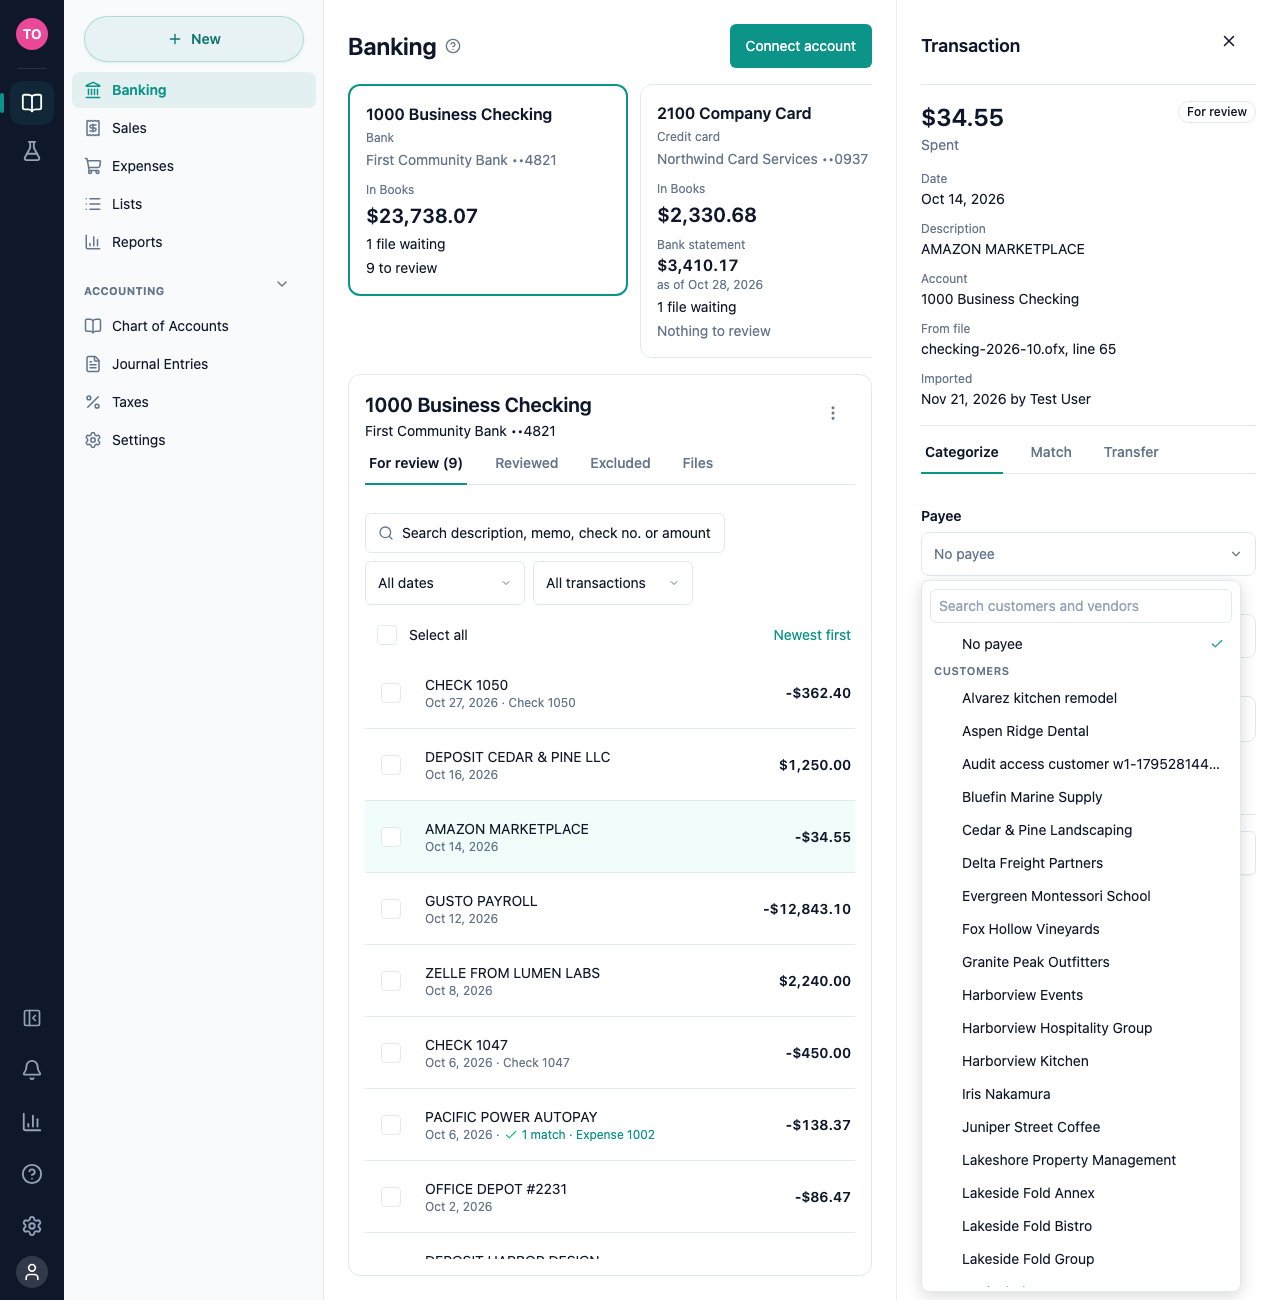 TO
New
Banking
Sales
Expenses
Lists
Reports
ACCOUNTING
Chart of Accounts
Journal Entries
Taxes
Settings
Banking
Connect account
1000 Business Checking
Bank
First Community Bank ••4821
In Books
$23,738.07
1 file waiting
9 to review
2100 Company Card
Credit card
Northwind Card Services ••0937
In Books
$2,330.68
Bank statement
$3,410.17
as of Oct 28, 2026
1 file waiting
Nothing to review
1000 Business Checking
First Community Bank ••4821
For review (9)
Reviewed
Excluded
Files
Search description, memo, check no. or amount
All dates
All transactions
Select all
Newest first
CHECK 1050
Oct 27, 2026 · Check 1050
-$362.40
DEPOSIT CEDAR & PINE LLC
Oct 16, 2026
$1,250.00
AMAZON MARKETPLACE
Oct 14, 2026
-$34.55
GUSTO PAYROLL
Oct 12, 2026
-$12,843.10
ZELLE FROM LUMEN LABS
Oct 8, 2026
$2,240.00
CHECK 1047
Oct 6, 2026 · Check 1047
-$450.00
PACIFIC POWER AUTOPAY
Oct 6, 2026 · 1 match · Expense 1002
-$138.37
OFFICE DEPOT #2231
Oct 2, 2026
-$86.47
DEPOSIT HARBOR DESIGN
Transaction
$34.55
For review
Spent
Date
Oct 14, 2026
Description
AMAZON MARKETPLACE
Account
1000 Business Checking
From file
checking-2026-10.ofx, line 65
Imported
Nov 21, 2026 by Test User
Categorize
Match
Transfer
Payee
No payee
Search customers and vendors
No payee
CUSTOMERS
Alvarez kitchen remodel
Aspen Ridge Dental
Audit access customer w1-179528144...
Bluefin Marine Supply
Cedar & Pine Landscaping
Delta Freight Partners
Evergreen Montessori School
Fox Hollow Vineyards
Granite Peak Outfitters
Harborview Events
Harborview Hospitality Group
Harborview Kitchen
Iris Nakamura
Juniper Street Coffee
Lakeshore Property Management
Lakeside Fold Annex
Lakeside Fold Bistro
Lakeside Fold Group